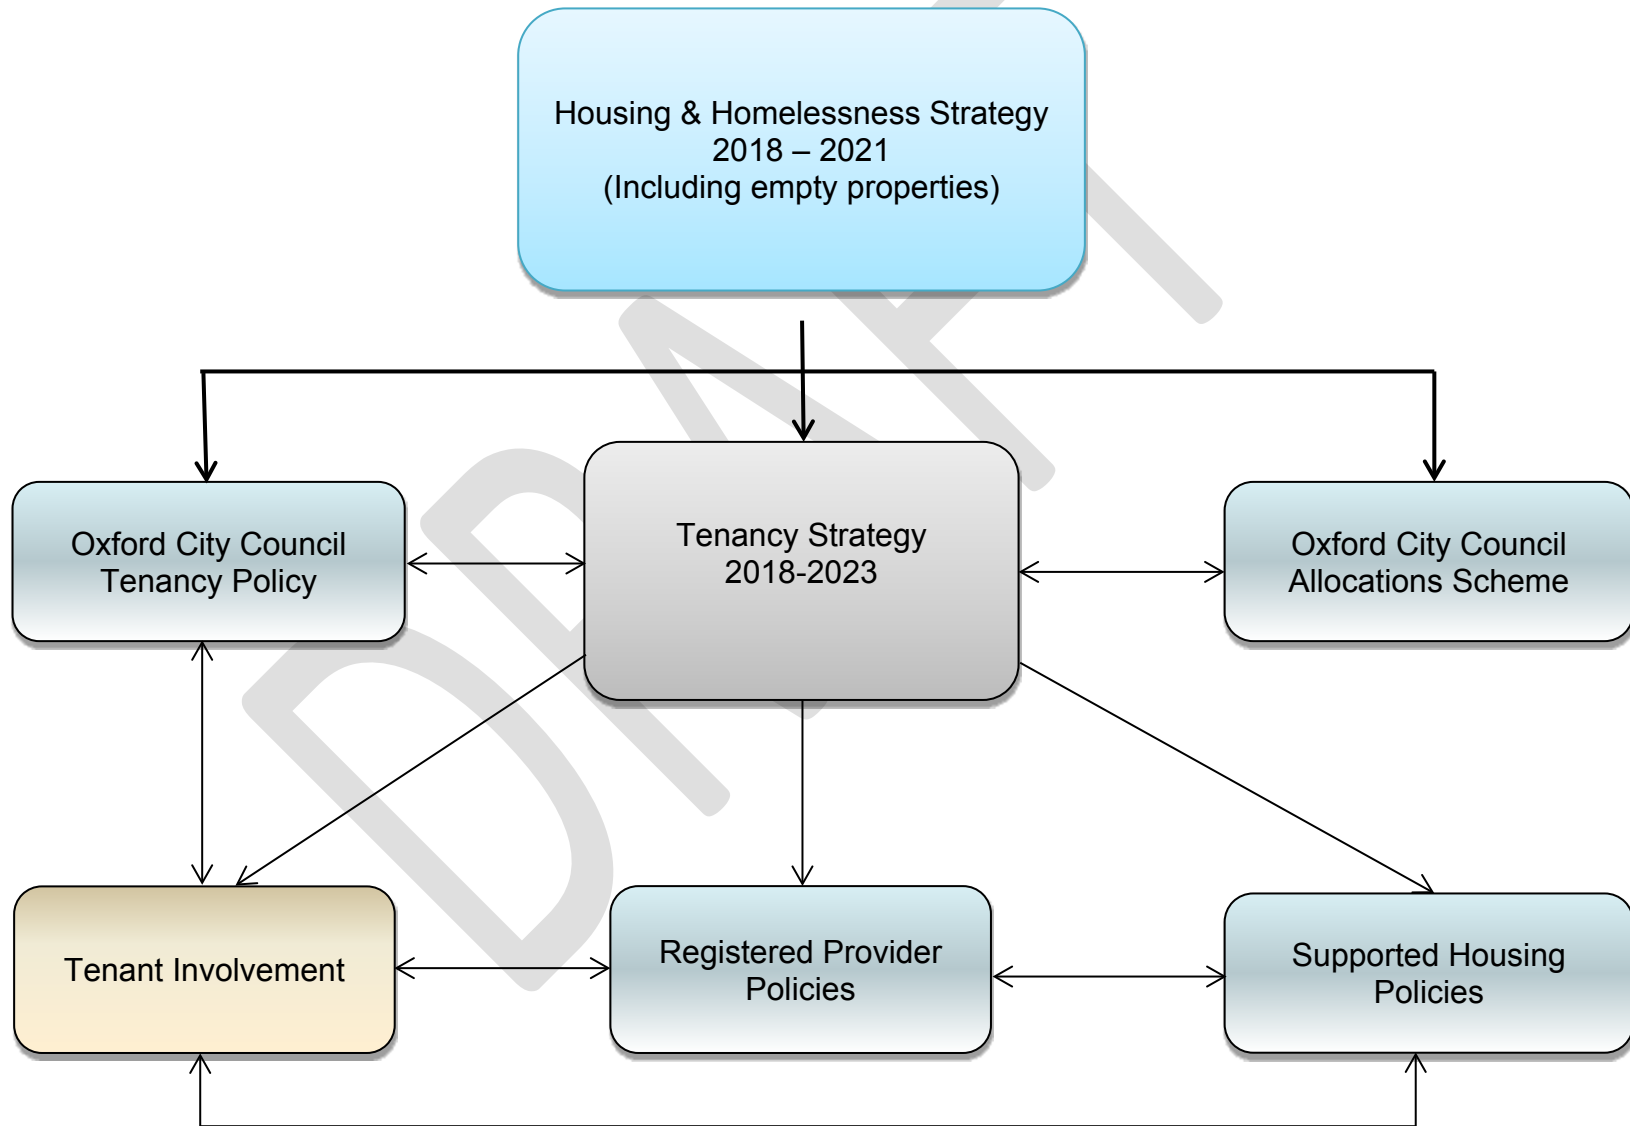 Housing & Homelessness Strategy
2018 – 2021
(Including empty properties)
Oxford City Council
Tenancy Policy
Tenancy Strategy
2018-2023
Oxford City Council
Allocations Scheme
Tenant Involvement
Registered Provider
Policies
Supported Housing
Policies
DRAFT